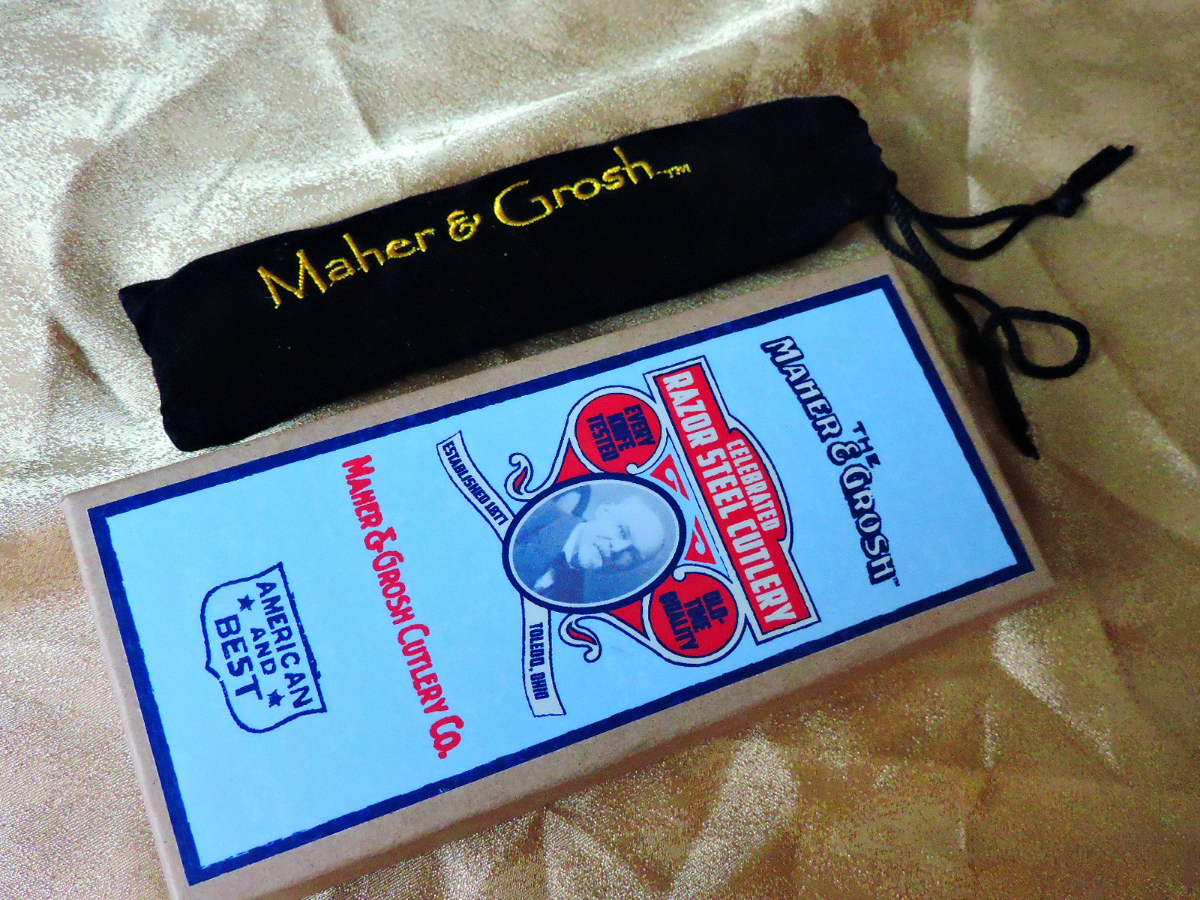 Maher & Grosh™
THE
MAHER & GROSH™
CELEBRATED
RAZOR STEEL CUTLERY
EVERY
KNIFE
TESTED
OLD-
TIME
QUALITY
ESTABLISHED 1877
TOLEDO, OHIO
MAHER & GROSH CUTLERY CO.
AMERICAN
AND
BEST